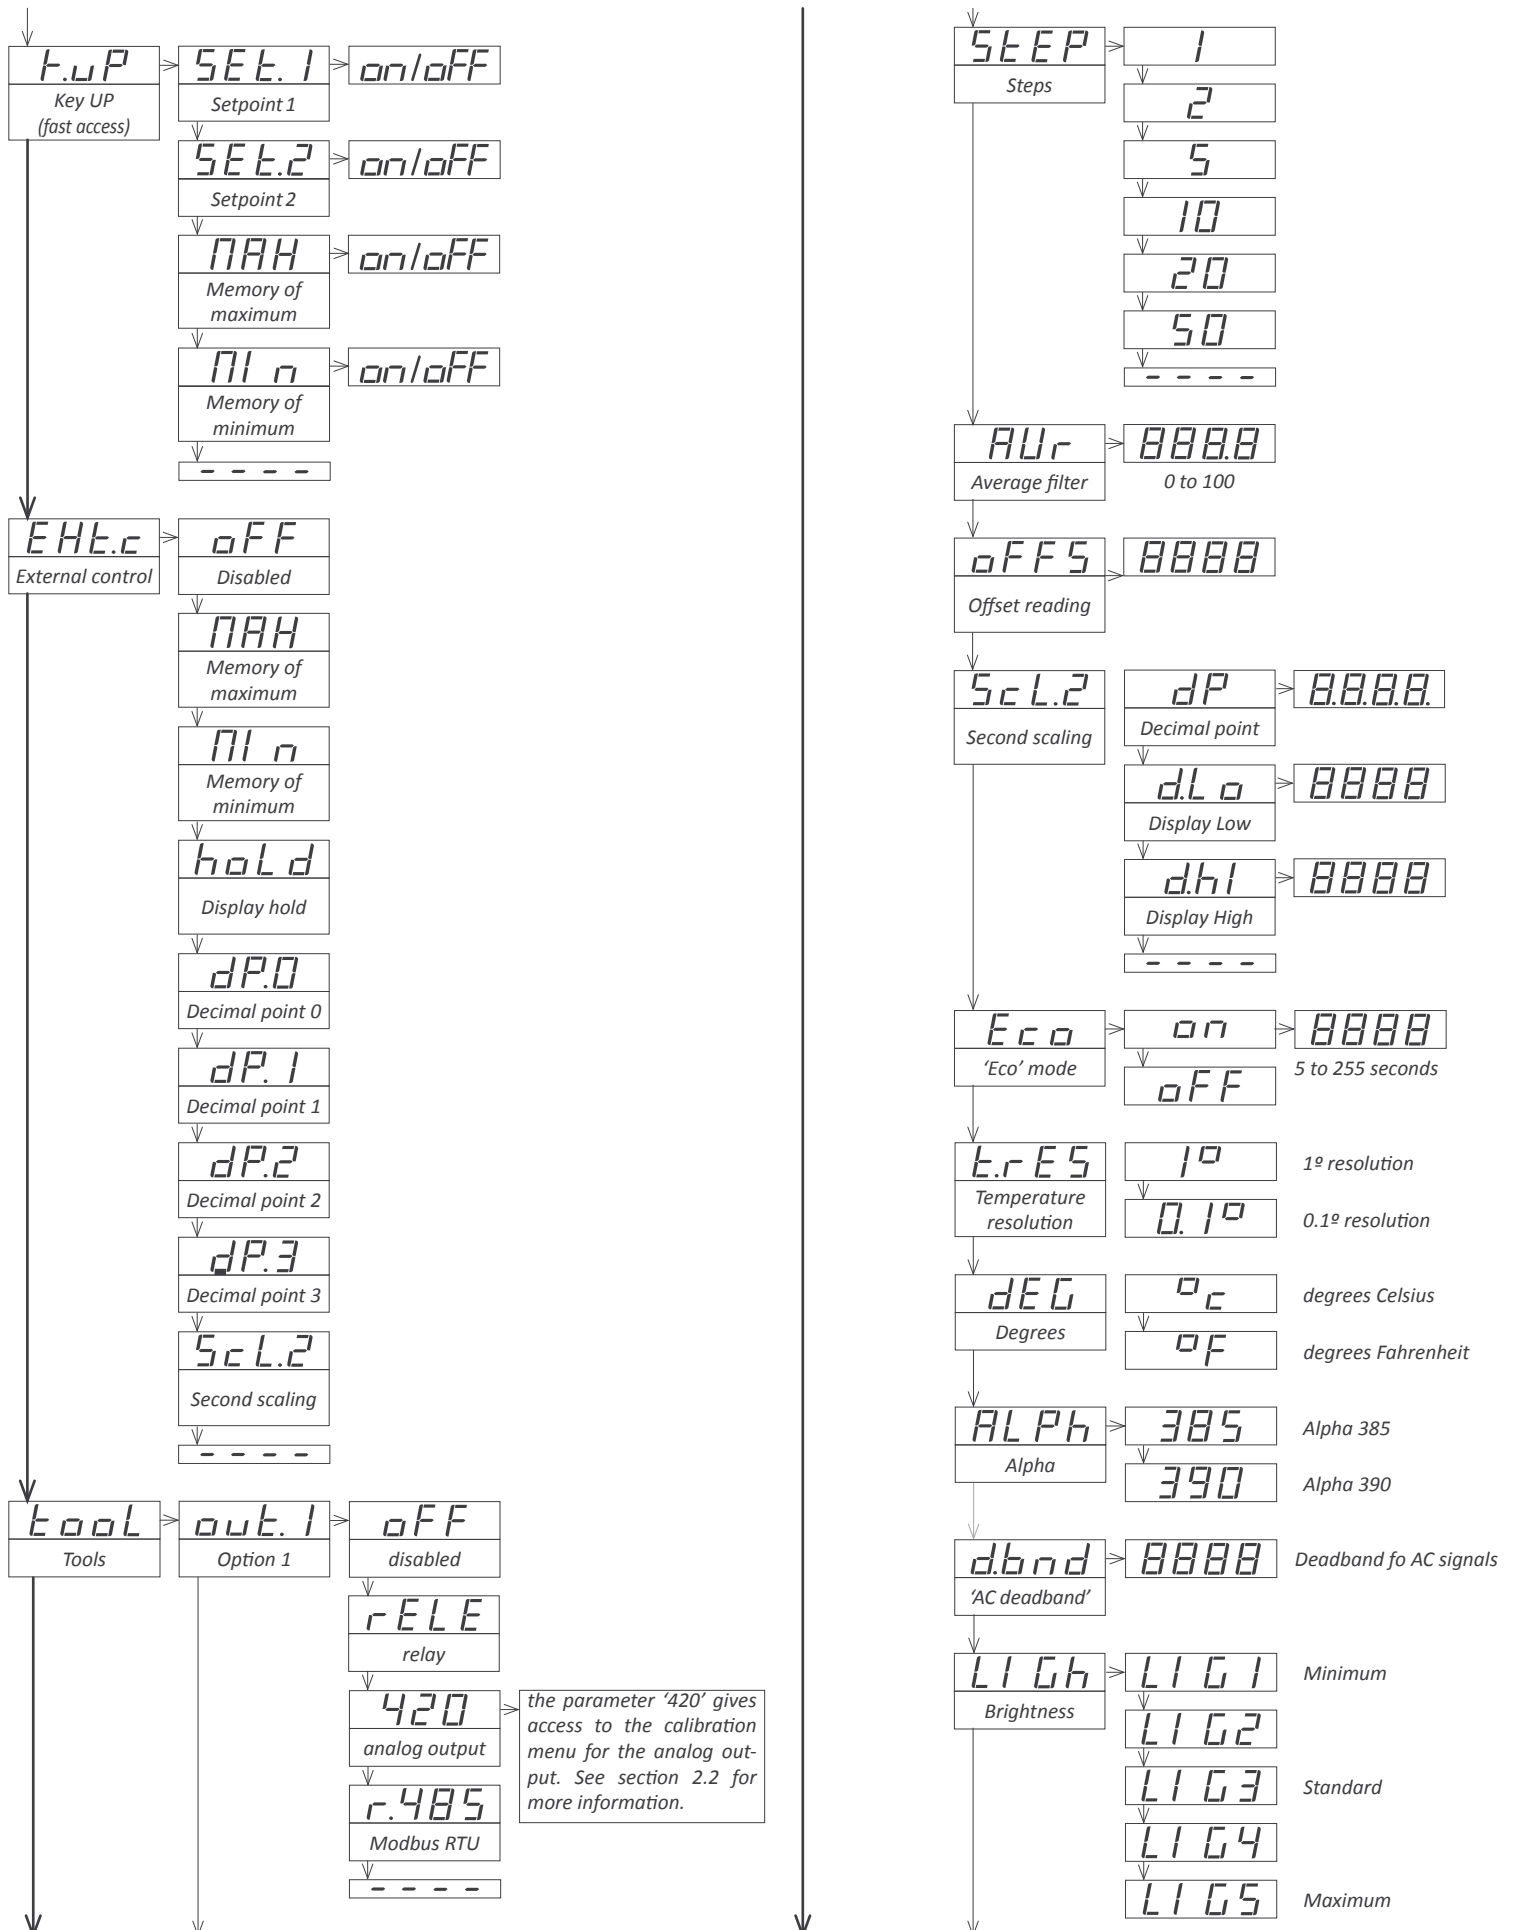 t.uP
SEt.1
on/oFF
Key UP
(fast access)
Setpoint 1
SEt.2
on/oFF
Setpoint 2
MAH
on/oFF
Memory of
maximum
MIn
on/oFF
Memory of
minimum
----
EHt.c
oFF
External control
Disabled
MAH
Memory of
maximum
MIn
Memory of
minimum
hoLd
Display hold
dP.0
Decimal point 0
dP.1
Decimal point 1
dP.2
Decimal point 2
dP.3
Decimal point 3
ScL.2
Second scaling
----
tooL
out.1
oFF
Tools
Option 1
disabled
rELE
relay
420
analog output
the parameter ‘420’ gives
access to the calibration
menu for the analog out-
put. See section 2.2 for
more information.
r.485
Modbus RTU
----
StEP
1
Steps
2
5
10
20
50
----
AUr
888.8
Average filter
0 to 100
oFFS
8888
Offset reading
ScL.2
dP
8.8.8.8.
Second scaling
Decimal point
d.Lo
8888
Display Low
d.hI
8888
Display High
----
Eco
on
8888
‘Eco’ mode
oFF
5 to 255 seconds
t.rES
1º
1º resolution
Temperature
resolution
0.1º
0.1º resolution
dEG
ºc
degrees Celsius
Degrees
ºF
degrees Fahrenheit
ALPh
385
Alpha 385
Alpha
390
Alpha 390
d.bnd
8888
Deadband fo AC signals
‘AC deadband’
LIGh
LIG1
Minimum
Brightness
LIG2
LIG3
Standard
LIG4
LIG5
Maximum